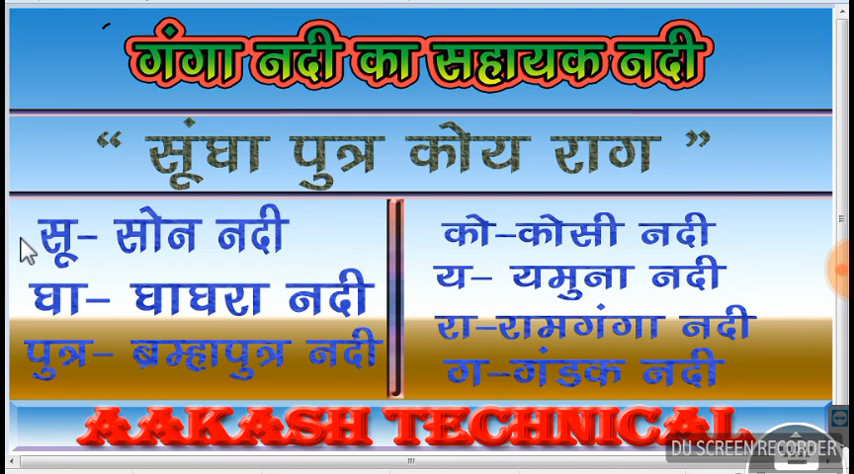 गंगा नदी का सहायक नदी
“ सूंघा पुत्र कोय राग ”
सू- सोन नदी
घा- घाघरा नदी
पुत्र- ब्रम्हापुत्र नदी
को-कोसी नदी
य- यमुना नदी
रा-रामगंगा नदी
ग-गंडक नदी
AAKASH TECHNICAL
DU SCREEN RECORDER